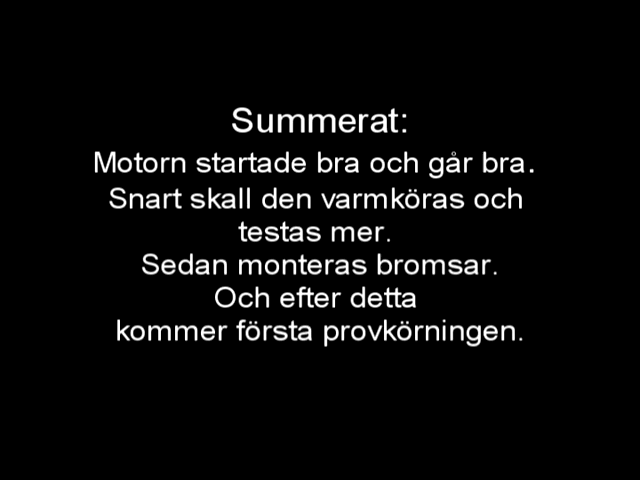 Summerat:
Motorn startade bra och går bra.
Snart skall den varmköras och
testas mer.
Sedan monteras bromsar.
Och efter detta
kommer första provkörningen.